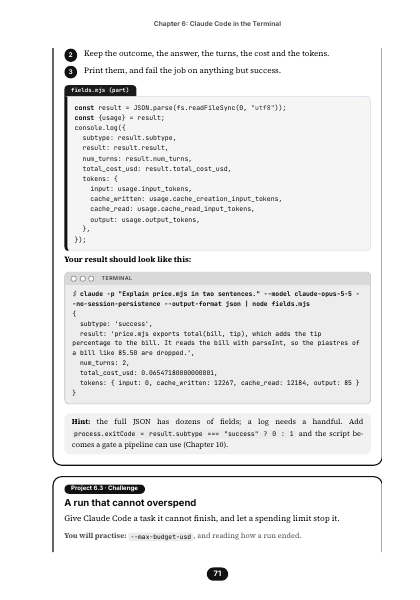 Chapter 6: Claude Code in the Terminal
2 Keep the outcome, the answer, the turns, the cost and the tokens.
3 Print them, and fail the job on anything but success.
fields.mjs (part)
const result = JSON.parse(fs.readFileSync(0, "utf8"));
const {usage} = result;
console.log({
  subtype: result.subtype,
  result: result.result,
  num_turns: result.num_turns,
  total_cost_usd: result.total_cost_usd,
  tokens: {
    input: usage.input_tokens,
    cache_written: usage.cache_creation_input_tokens,
    cache_read: usage.cache_read_input_tokens,
    output: usage.output_tokens,
  },
});
Your result should look like this:
TERMINAL
$ claude -p "Explain price.mjs in two sentences." --model claude-opus-5-5 -
-no-session-persistence --output-format json | node fields.mjs
{
  subtype: 'success',
  result: 'price.mjs exports total(bill, tip), which adds the tip
percentage to the bill. It reads the bill with parseInt, so the piastres of
a bill like 85.50 are dropped.',
  num_turns: 2,
  total_cost_usd: 0.06547180000000001,
  tokens: { input: 0, cache_written: 12267, cache_read: 12184, output: 85 }
}
Hint: the full JSON has dozens of fields; a log needs a handful. Add
process.exitCode = result.subtype === "success" ? 0 : 1 and the script be-
comes a gate a pipeline can use (Chapter 10).
Project 6.3 · Challenge
A run that cannot overspend
Give Claude Code a task it cannot finish, and let a spending limit stop it.
You will practise: --max-budget-usd, and reading how a run ended.
71